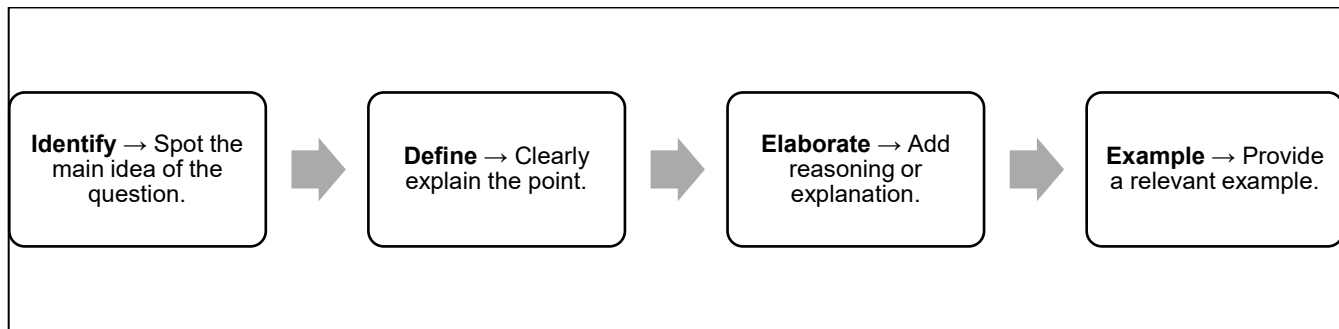 Identify → Spot the
main idea of the
question.
Define → Clearly
explain the point.
Elaborate → Add
reasoning or
explanation.
Example → Provide
a relevant example.